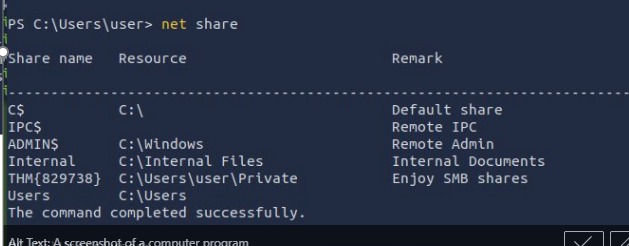 PS C:\Users\user> net share
Share name   Resource                        Remark
-------------------------------------------------------------------------------
C$           C:\                             Default share
IPC$                                         Remote IPC
ADMIN$       C:\Windows                      Remote Admin
Internal     C:\Internal Files               Internal Documents
THM{829738}  C:\Users\user\Private           Enjoy SMB shares
Users        C:\Users
The command completed successfully.
Alt Text: A screenshot of a computer program